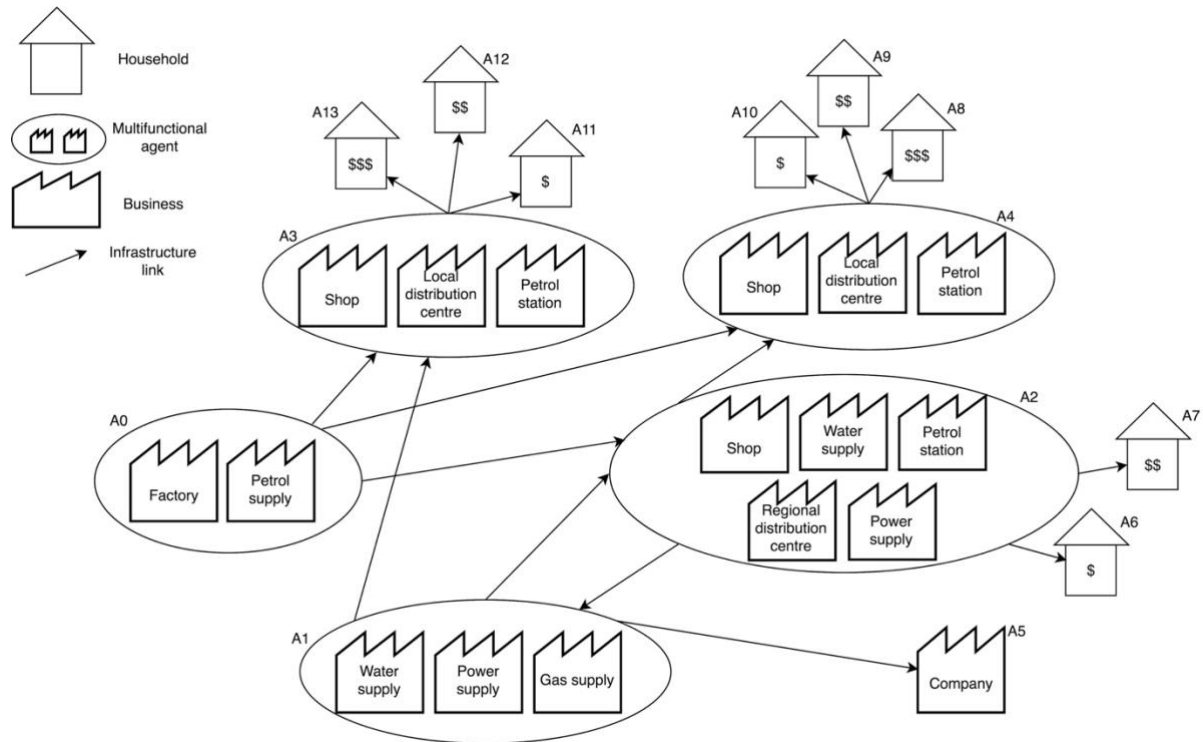 Household
Multifunctional
agent
Business
Infrastructure
link
A13
$$$
A12
$$
A11
$
A10
$
A9
$$
A8
$$$
A3
Shop
Local
distribution
centre
Petrol
station
A4
Shop
Local
distribution
centre
Petrol
station
A0
Factory
Petrol
supply
A2
Shop
Water
supply
Petrol
station
Regional
distribution
centre
Power
supply
A7
$$
A6
$
A1
Water
supply
Power
supply
Gas supply
A5
Company